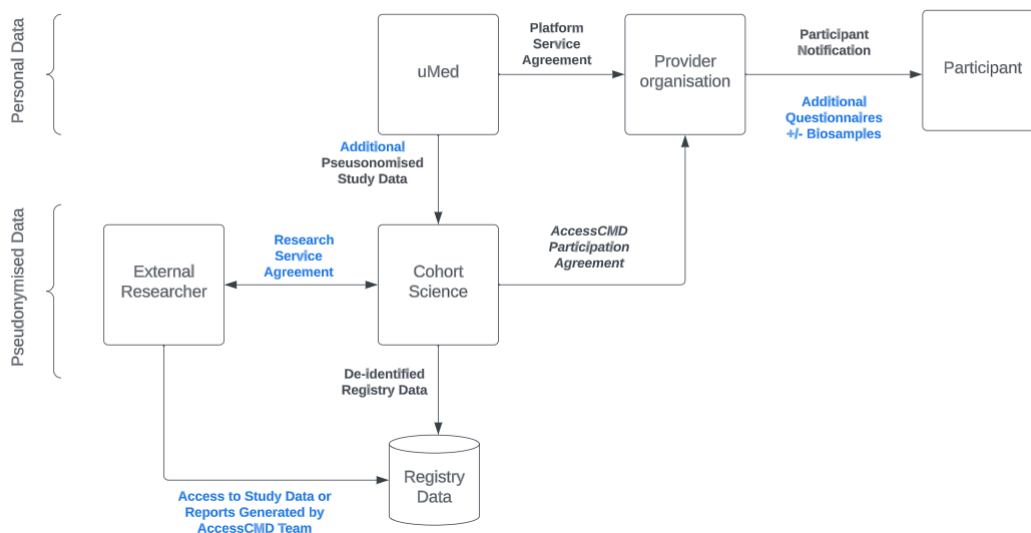 Personal Data
uMed
Platform
Service
Agreement
Provider
organisation
Participant
Notification
Additional
Questionnaires
+/- Biosamples
Participant
Additional
Pseusonomised
Study Data
Pseudonymised Data
External
Researcher
Research
Service
Agreement
Cohort
Science
AccessCMD
Participation
Agreement
De-identified
Registry Data
Registry
Data
Access to Study Data or
Reports Generated by
AccessCMD Team